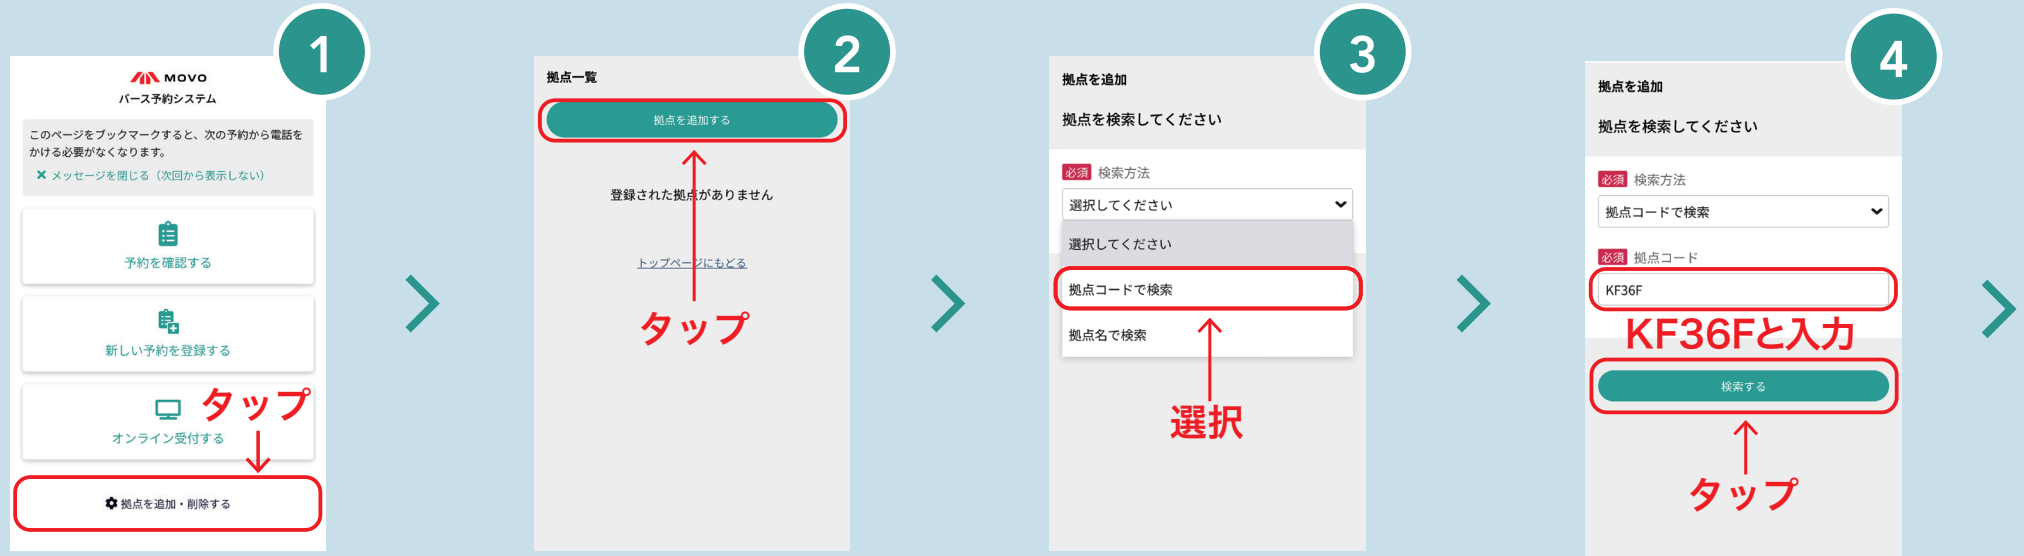 1
MOVO
バース予約システム
このページをブックマークすると、次の予約から電話を
かける必要がなくなります。
メッセージを閉じる（次回から表示しない）
予約を確認する
新しい予約を登録する
タップ
オンライン受付する
拠点を追加・削除する
2
拠点一覧
拠点を追加する
登録された拠点がありません
トップページにもどる
タップ
3
拠点を追加
拠点を検索してください
必須 検索方法
選択してください
選択してください
拠点コードで検索
拠点名で検索
選択
4
拠点を追加
拠点を検索してください
必須 検索方法
拠点コードで検索
必須 拠点コード
KF36F
KF36Fと入力
検索する
タップ